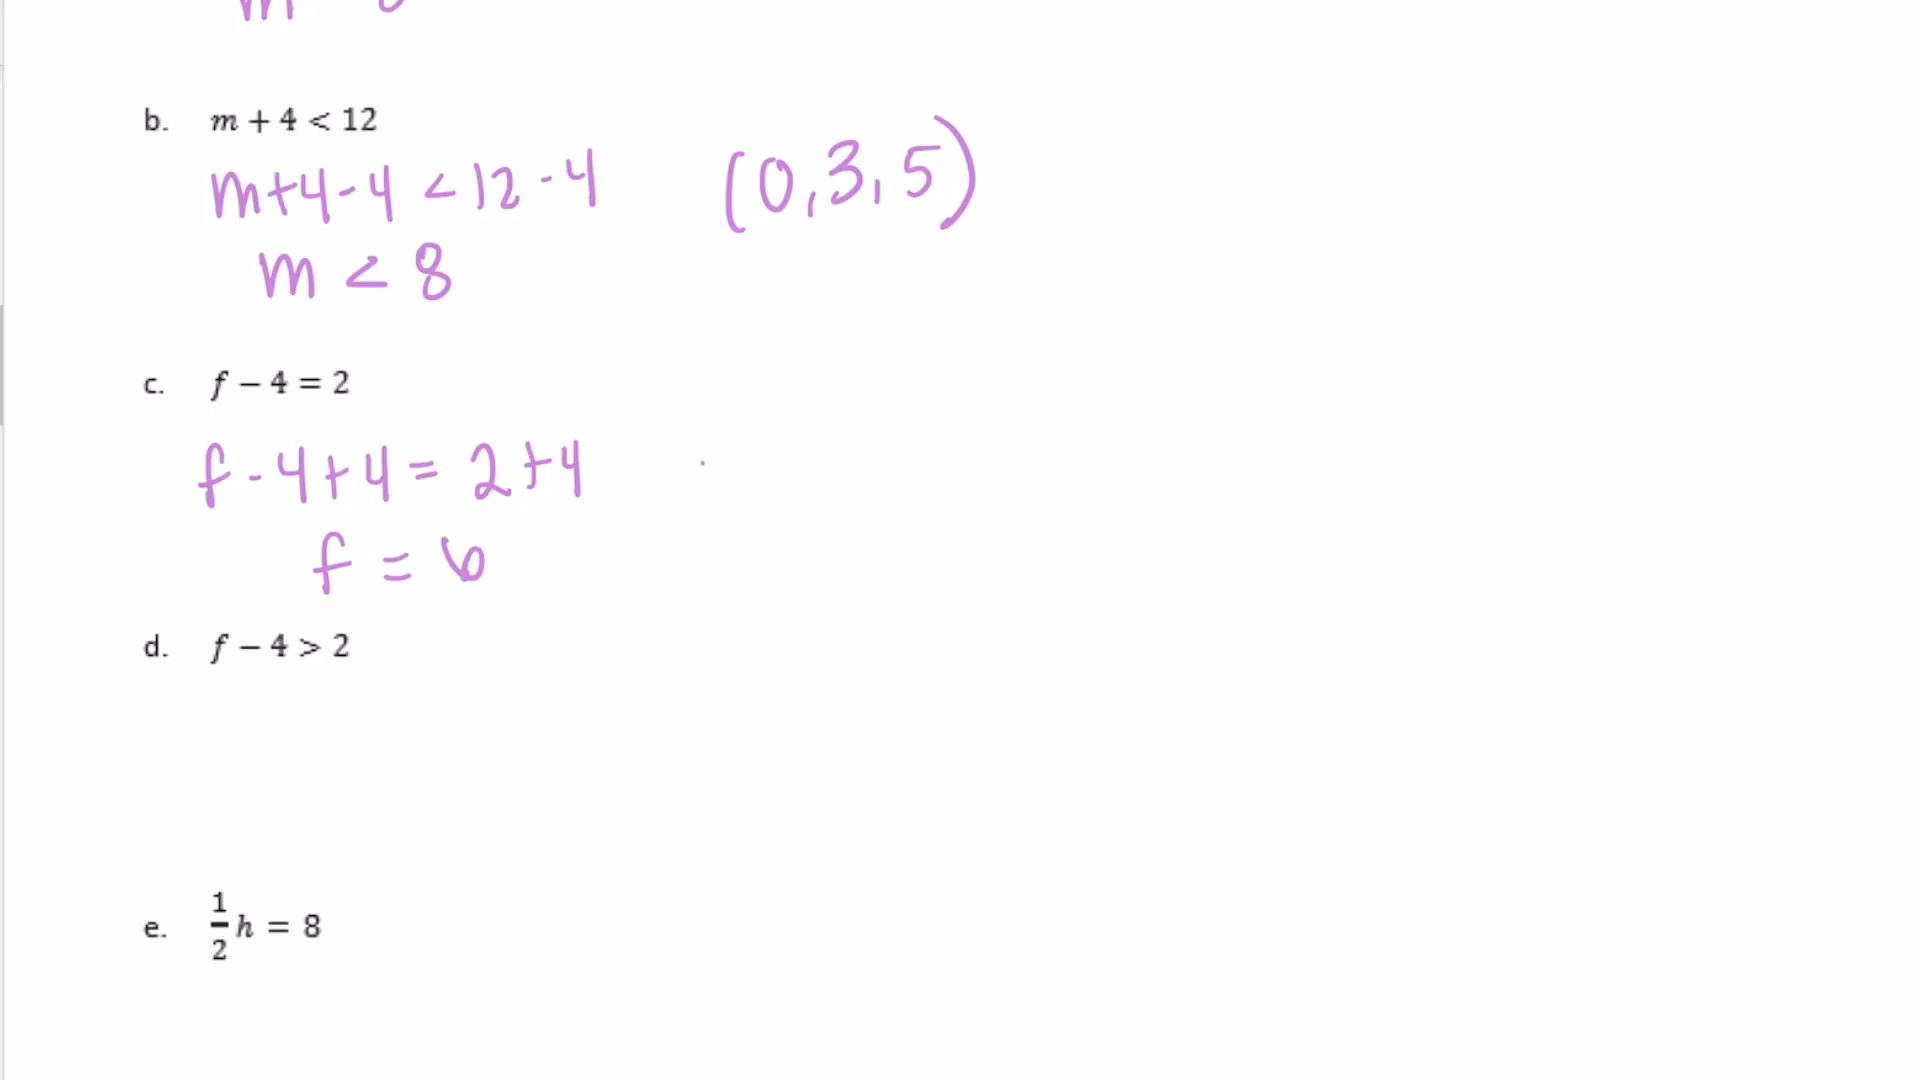 b. m + 4 < 12
m+4-4 < 12-4 (0,3,5)
m < 8
c. f − 4 = 2
f-4+4 = 2+4
f = 6
d. f − 4 > 2
e. 1/2 h = 8